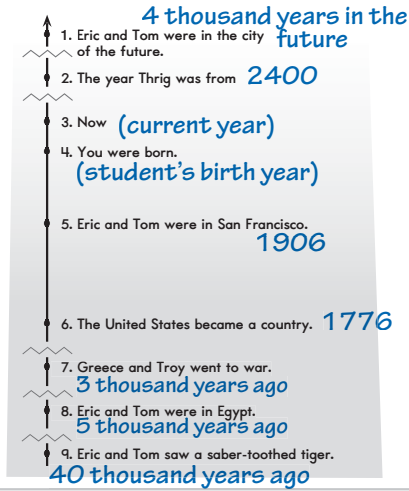 4 thousand years in the
1. Eric and Tom were in the city future
of the future.
2. The year Thrig was from 2400
3. Now (current year)
4. You were born.
(student's birth year)
5. Eric and Tom were in San Francisco.
1906
6. The United States became a country. 1776
7. Greece and Troy went to war.
3 thousand years ago
8. Eric and Tom were in Egypt.
5 thousand years ago
9. Eric and Tom saw a saber-toothed tiger.
40 thousand years ago